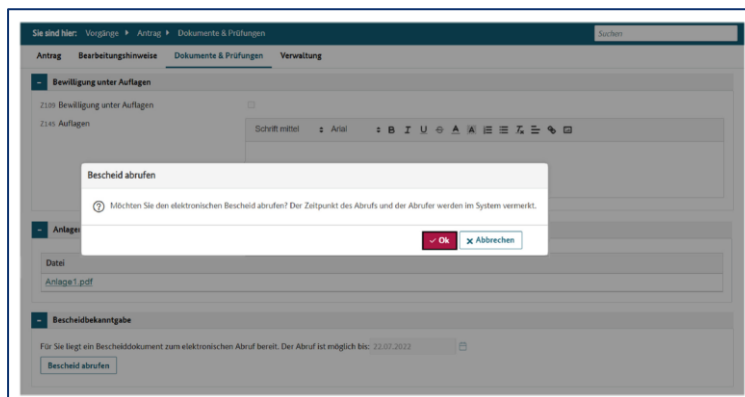 Sie sind hier: Vorgänge Antrag Dokumente & Prüfungen Suchen
Antrag Bearbeitungshinweise Dokumente & Prüfungen Verwaltung
Bewilligung unter Auflagen
Z139 Bewilligung unter Auflagen
Z145 Auflagen
Schrift mittel Arial B I U
Bescheid abrufen
Möchten Sie den elektronischen Bescheid abrufen? Der Zeitpunkt des Abrufs und der Abrufer werden im System vermerkt.
Ok Abbrechen
Datei
Anlage1.pdf
Bescheidbekanntgabe
Für Sie liegt ein Bescheiddokument zum elektronischen Abruf bereit. Der Abruf ist möglich bis: 22.07.2022
Bescheid abrufen